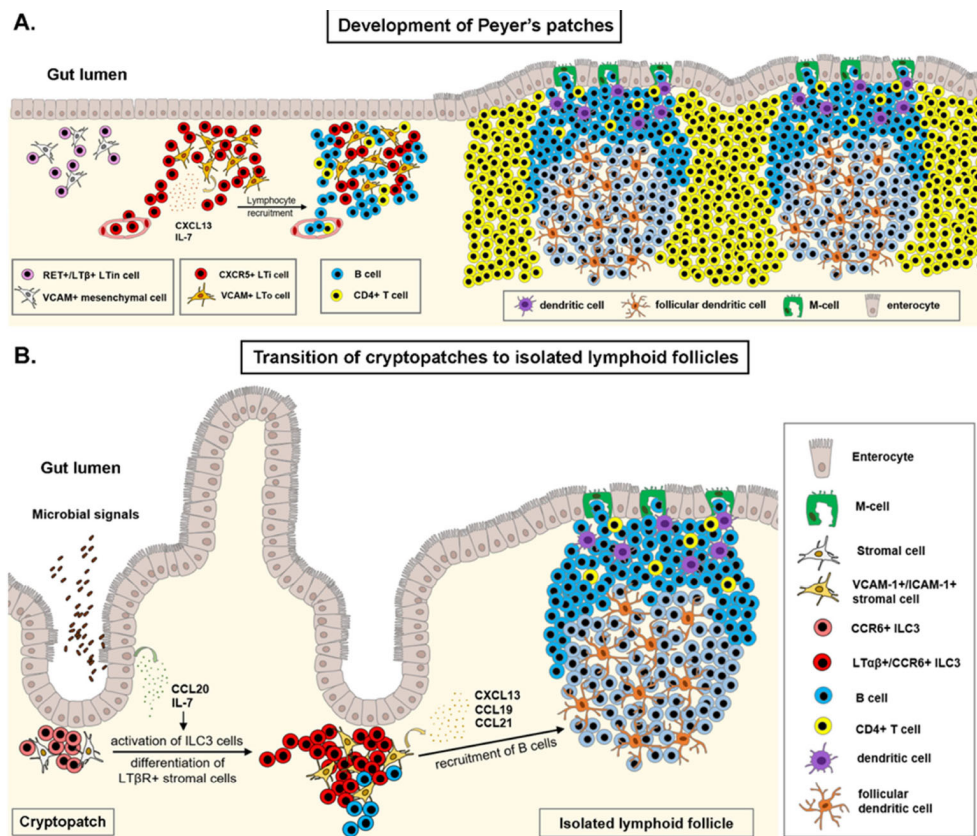 A.
Development of Peyer's patches
Gut lumen
CXCL13
IL-7
Lymphocyte
recruitment
RET+/LTβ+ LTin cell
VCAM+ mesenchymal cell
CXCR5+ LTi cell
VCAM+ LTo cell
B cell
CD4+ T cell
dendritic cell
follicular dendritic cell
M-cell
enterocyte
B.
Transition of cryptopatches to isolated lymphoid follicles
Gut lumen
Microbial signals
CCL20
IL-7
activation of ILC3 cells
differentiation of
LTβR+ stromal cells
CXCL13
CCL19
CCL21
recruitment of B cells
Cryptopatch
Isolated lymphoid follicle
Enterocyte
M-cell
Stromal cell
VCAM-1+/ICAM-1+
stromal cell
CCR6+ ILC3
LTαβ+/CCR6+ ILC3
B cell
CD4+ T cell
dendritic cell
follicular
dendritic cell